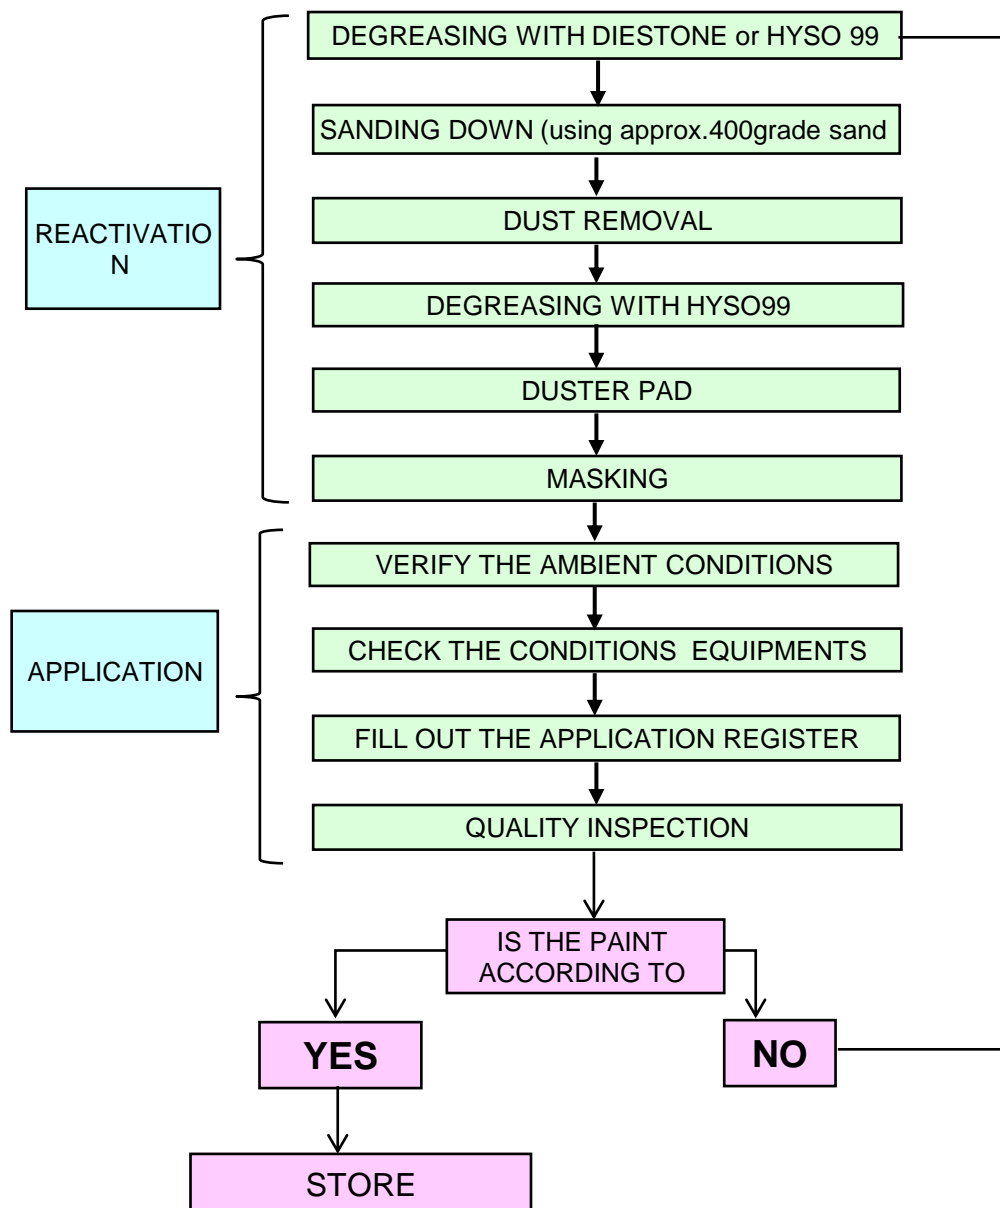 DEGREASING WITH DIESTONE or HYSO 99
SANDING DOWN (using approx.400grade sand
REACTIVATIO
N
DUST REMOVAL
DEGREASING WITH HYSO99
DUSTER PAD
MASKING
VERIFY THE AMBIENT CONDITIONS
CHECK THE CONDITIONS EQUIPMENTS
APPLICATION
FILL OUT THE APPLICATION REGISTER
QUALITY INSPECTION
IS THE PAINT
ACCORDING TO
YES
NO
STORE